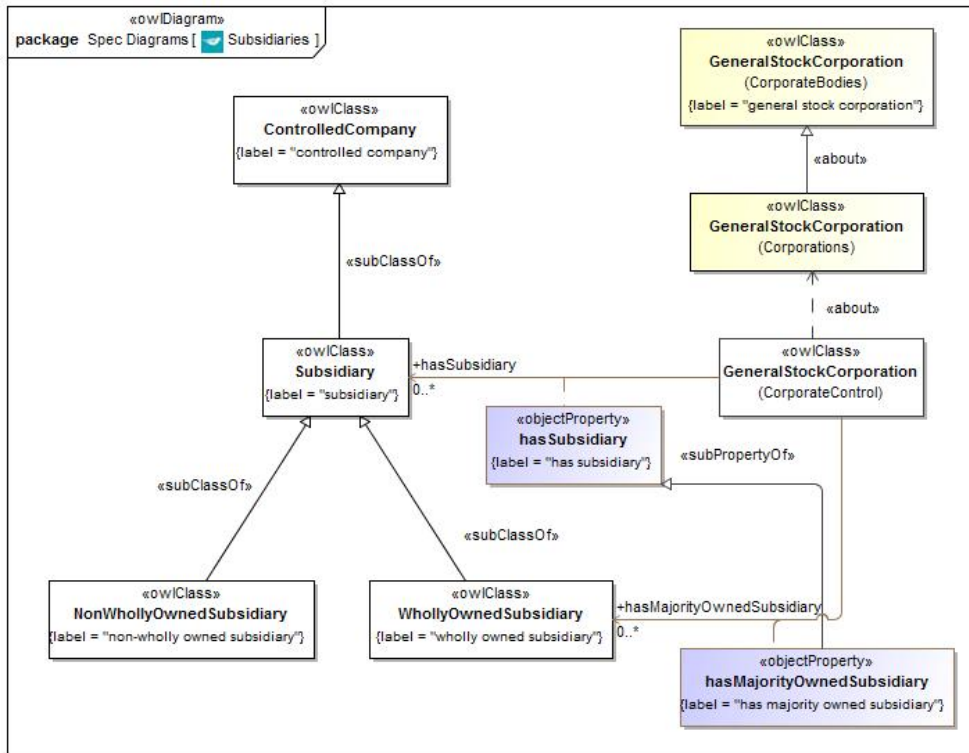 «owlDiagram»
package Spec Diagrams [ Subsidiaries ]
«owlClass»
GeneralStockCorporation
(CorporateBodies)
{label = "general stock corporation"}
«owlClass»
ControlledCompany
{label = "controlled company"}
«about»
«owlClass»
GeneralStockCorporation
(Corporations)
«subClassOf»
«about»
«owlClass»
Subsidiary
{label = "subsidiary"}
+hasSubsidiary
0..*
«owlClass»
GeneralStockCorporation
(CorporateControl)
«objectProperty»
hasSubsidiary
{label = "has subsidiary"}
«subPropertyOf»
«subClassOf»
«subClassOf»
«owlClass»
NonWhollyOwnedSubsidiary
{label = "non-wholly owned subsidiary"}
«owlClass»
WhollyOwnedSubsidiary
{label = "wholly owned subsidiary"}
+hasMajorityOwnedSubsidiary
0..*
«objectProperty»
hasMajorityOwnedSubsidiary
{label = "has majority owned subsidiary"}